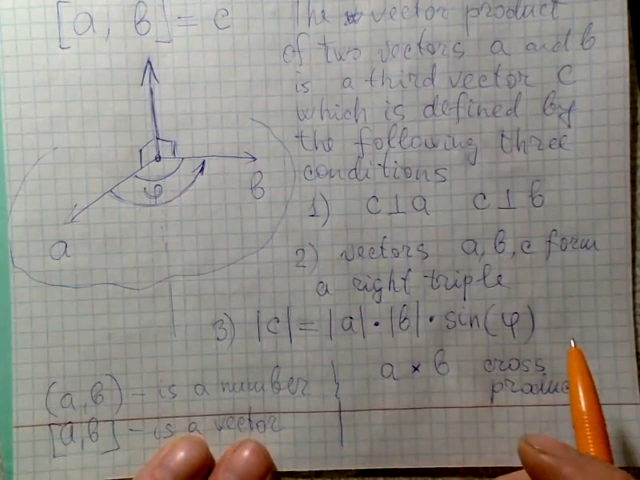 [a, b] = c
The vector product
of two vectors a and b
is a third vector c
which is defined by
the following three
conditions
φ
a
b
1) c⊥a c⊥b
2) vectors a, b, c form
a right triple
3) |c| = |a| · |b| · sin(φ)
(a, b) - is a number
[a, b] - is a vector
a × b cross
product